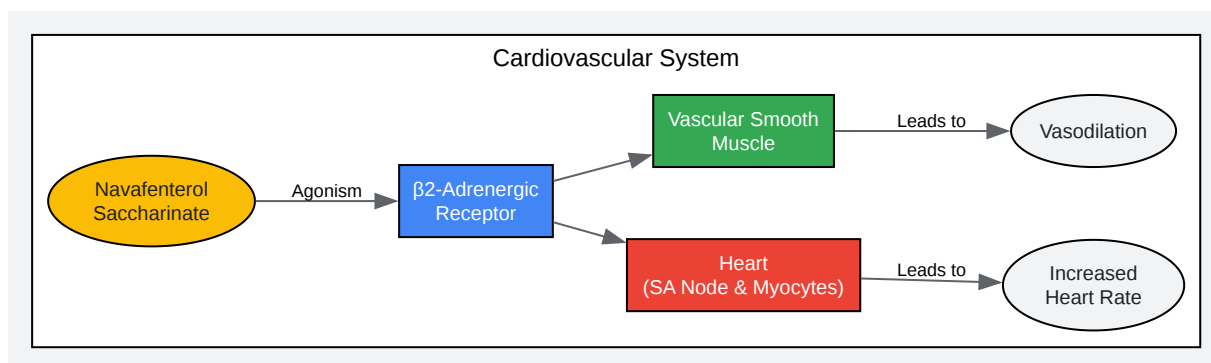 Cardiovascular System
Navafenterol
Saccharinate
Agonism
β2-Adrenergic
Receptor
Vascular Smooth
Muscle
Leads to
Vasodilation
Heart
(SA Node & Myocytes)
Leads to
Increased
Heart Rate